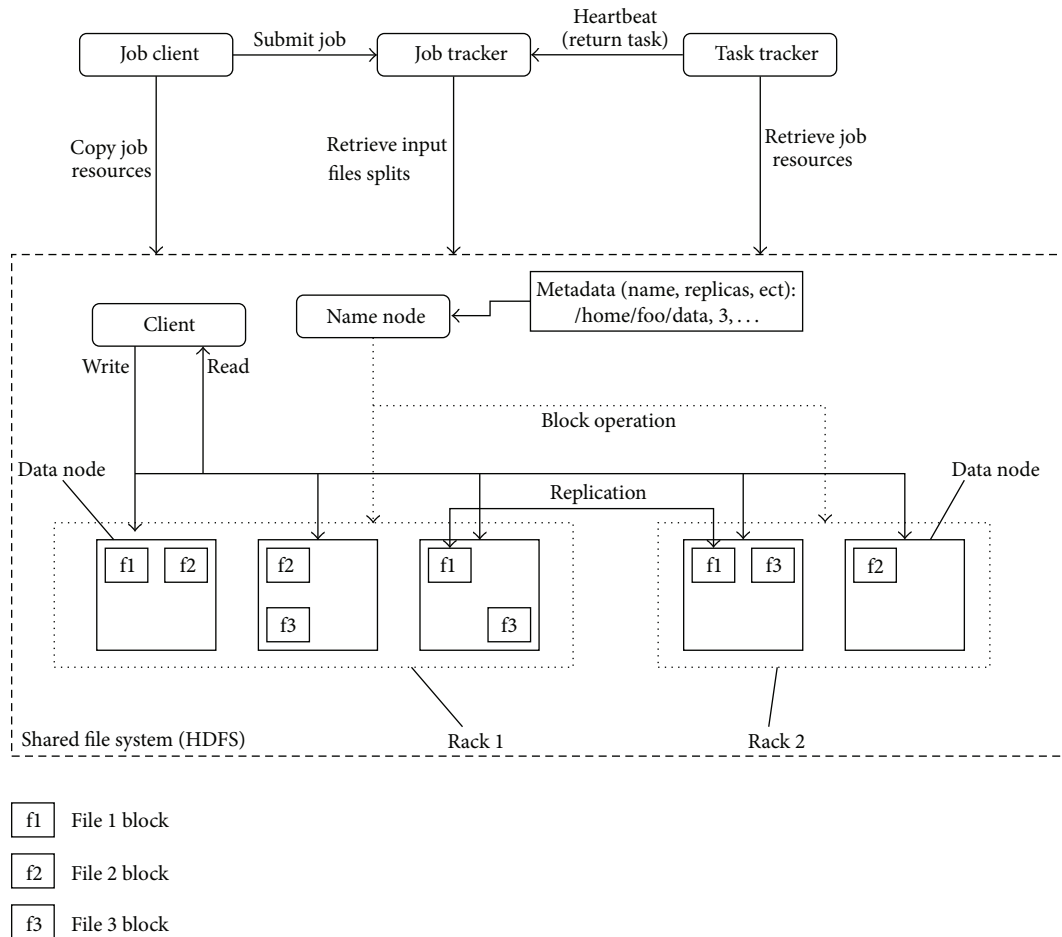 Heartbeat
(return task)
Submit job
Job client
Job tracker
Task tracker
Copy job
resources
Retrieve input
files splits
Retrieve job
resources
Metadata (name, replicas, ect):
/home/foo/data, 3, . . .
Client
Name node
Write
Read
Block operation
Data node
Data node
Replication
f1
f2
f2
f1
f1
f3
f2
f3
f3
Shared file system (HDFS)
Rack 1
Rack 2
f1
File 1 block
f2
File 2 block
f3
File 3 block